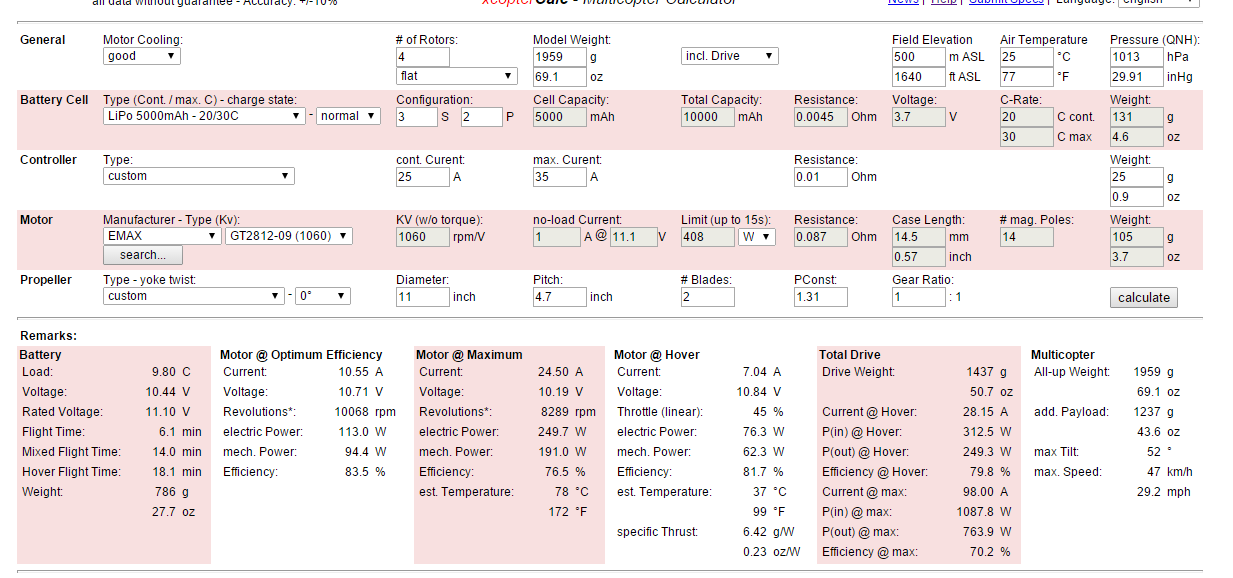 all data without guarantee - Accuracy: +/-10%
xcopterCalc - Multicopter Calculator
News | Help | Submit Specs | Language: english
General Motor Cooling: # of Rotors: Model Weight: Field Elevation Air Temperature Pressure (QNH):
good 4 1959 g incl. Drive 500 m ASL 25 °C 1013 hPa
flat 69.1 oz 1640 ft ASL 77 °F 29.91 inHg
Battery Cell Type (Cont. / max. C) - charge state: Configuration: Cell Capacity: Total Capacity: Resistance: Voltage: C-Rate: Weight:
LiPo 5000mAh - 20/30C - normal 3 S 2 P 5000 mAh 10000 mAh 0.0045 Ohm 3.7 V 20 C cont. 131 g
30 C max 4.6 oz
Controller Type: cont. Curent: max. Curent: Resistance: Weight:
custom 25 A 35 A 0.01 Ohm 25 g
0.9 oz
Motor Manufacturer - Type (Kv): KV (w/o torque): no-load Current: Limit (up to 15s): Resistance: Case Length: # mag. Poles: Weight:
EMAX GT2812-09 (1060) 1060 rpm/V 1 A @ 11.1 V 408 W 0.087 Ohm 14.5 mm 14 105 g
search... 0.57 inch 3.7 oz
Propeller Type - yoke twist: Diameter: Pitch: # Blades: PConst: Gear Ratio:
custom - 0° 11 inch 4.7 inch 2 1.31 1 : 1 calculate
Remarks:
Battery Motor @ Optimum Efficiency Motor @ Maximum Motor @ Hover Total Drive Multicopter
Load: 9.80 C Current: 10.55 A Current: 24.50 A Current: 7.04 A Drive Weight: 1437 g All-up Weight: 1959 g
Voltage: 10.44 V Voltage: 10.71 V Voltage: 10.19 V Voltage: 10.84 V 50.7 oz 69.1 oz
Rated Voltage: 11.10 V Revolutions*: 10068 rpm Revolutions*: 8289 rpm Throttle (linear): 45 % Current @ Hover: 28.15 A add. Payload: 1237 g
Flight Time: 6.1 min electric Power: 113.0 W electric Power: 249.7 W electric Power: 76.3 W P(in) @ Hover: 312.5 W 43.6 oz
Mixed Flight Time: 14.0 min mech. Power: 94.4 W mech. Power: 191.0 W mech. Power: 62.3 W P(out) @ Hover: 249.3 W max Tilt: 52 °
Hover Flight Time: 18.1 min Efficiency: 83.5 % Efficiency: 76.5 % Efficiency: 81.7 % Efficiency @ Hover: 79.8 % max. Speed: 47 km/h
Weight: 786 g est. Temperature: 78 °C est. Temperature: 37 °C Current @ max: 98.00 A 29.2 mph
27.7 oz 172 °F 99 °F P(in) @ max: 1087.8 W
specific Thrust: 6.42 g/W P(out) @ max: 763.9 W
0.23 oz/W Efficiency @ max: 70.2 %